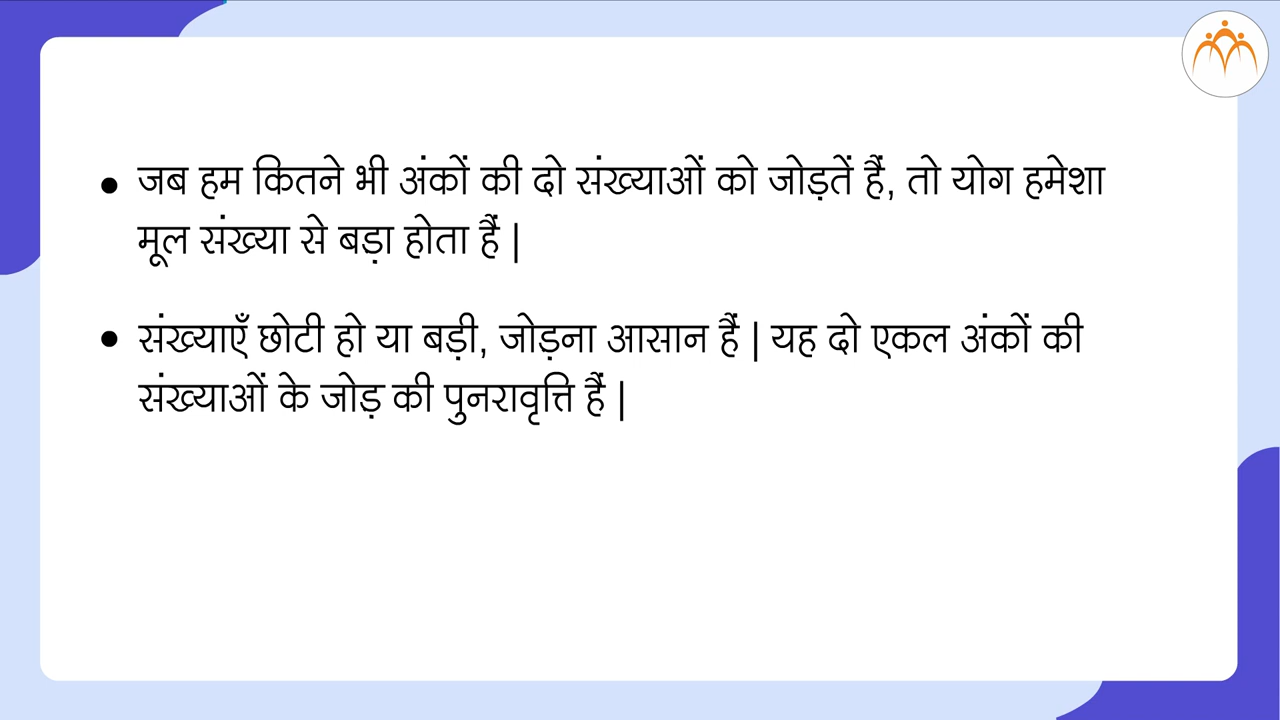 • जब हम कितने भी अंकों की दो संख्याओं को जोड़तें हैं, तो योग हमेशा
मूल संख्या से बड़ा होता हैं |
• संख्याएँ छोटी हो या बड़ी, जोड़ना आसान हैं | यह दो एकल अंकों की
संख्याओं के जोड़ की पुनरावृत्ति हैं |